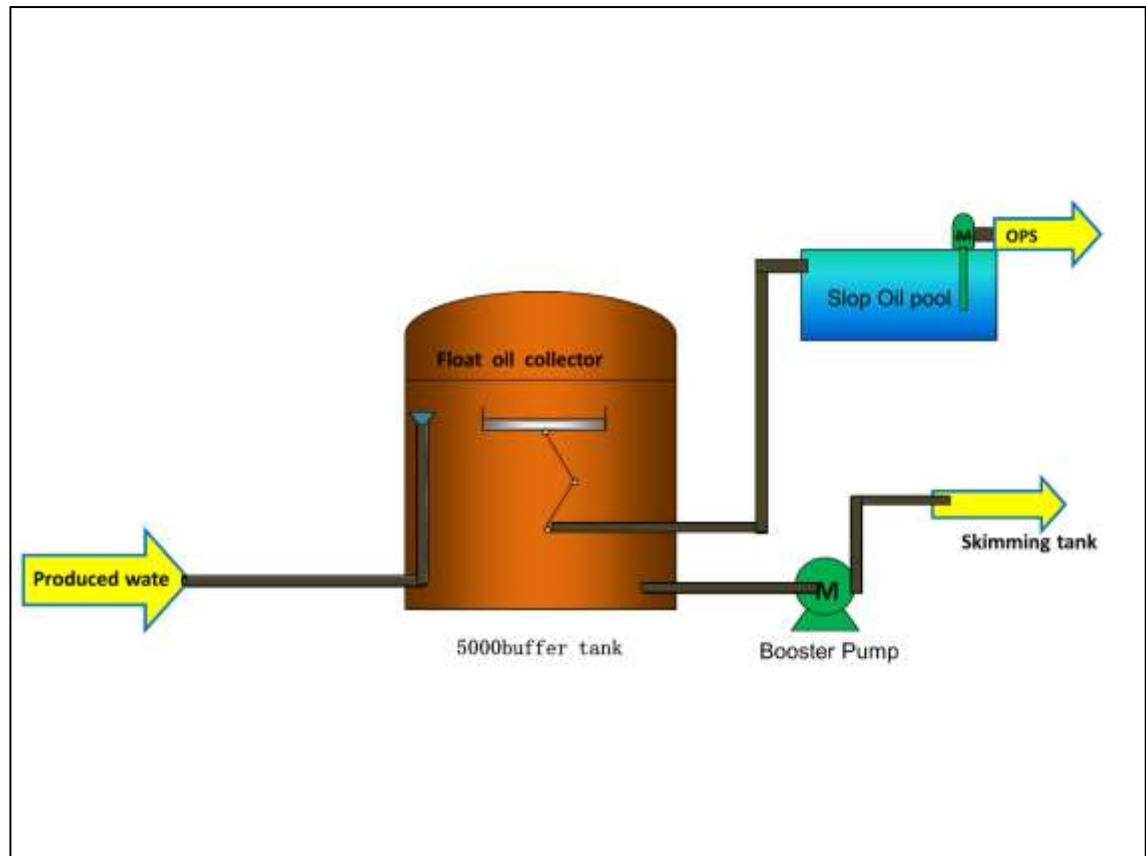 OPS
M
Slop Oil pool
Float oil collector
Skimming tank
Produced wate
M
5000buffer tank
Booster Pump